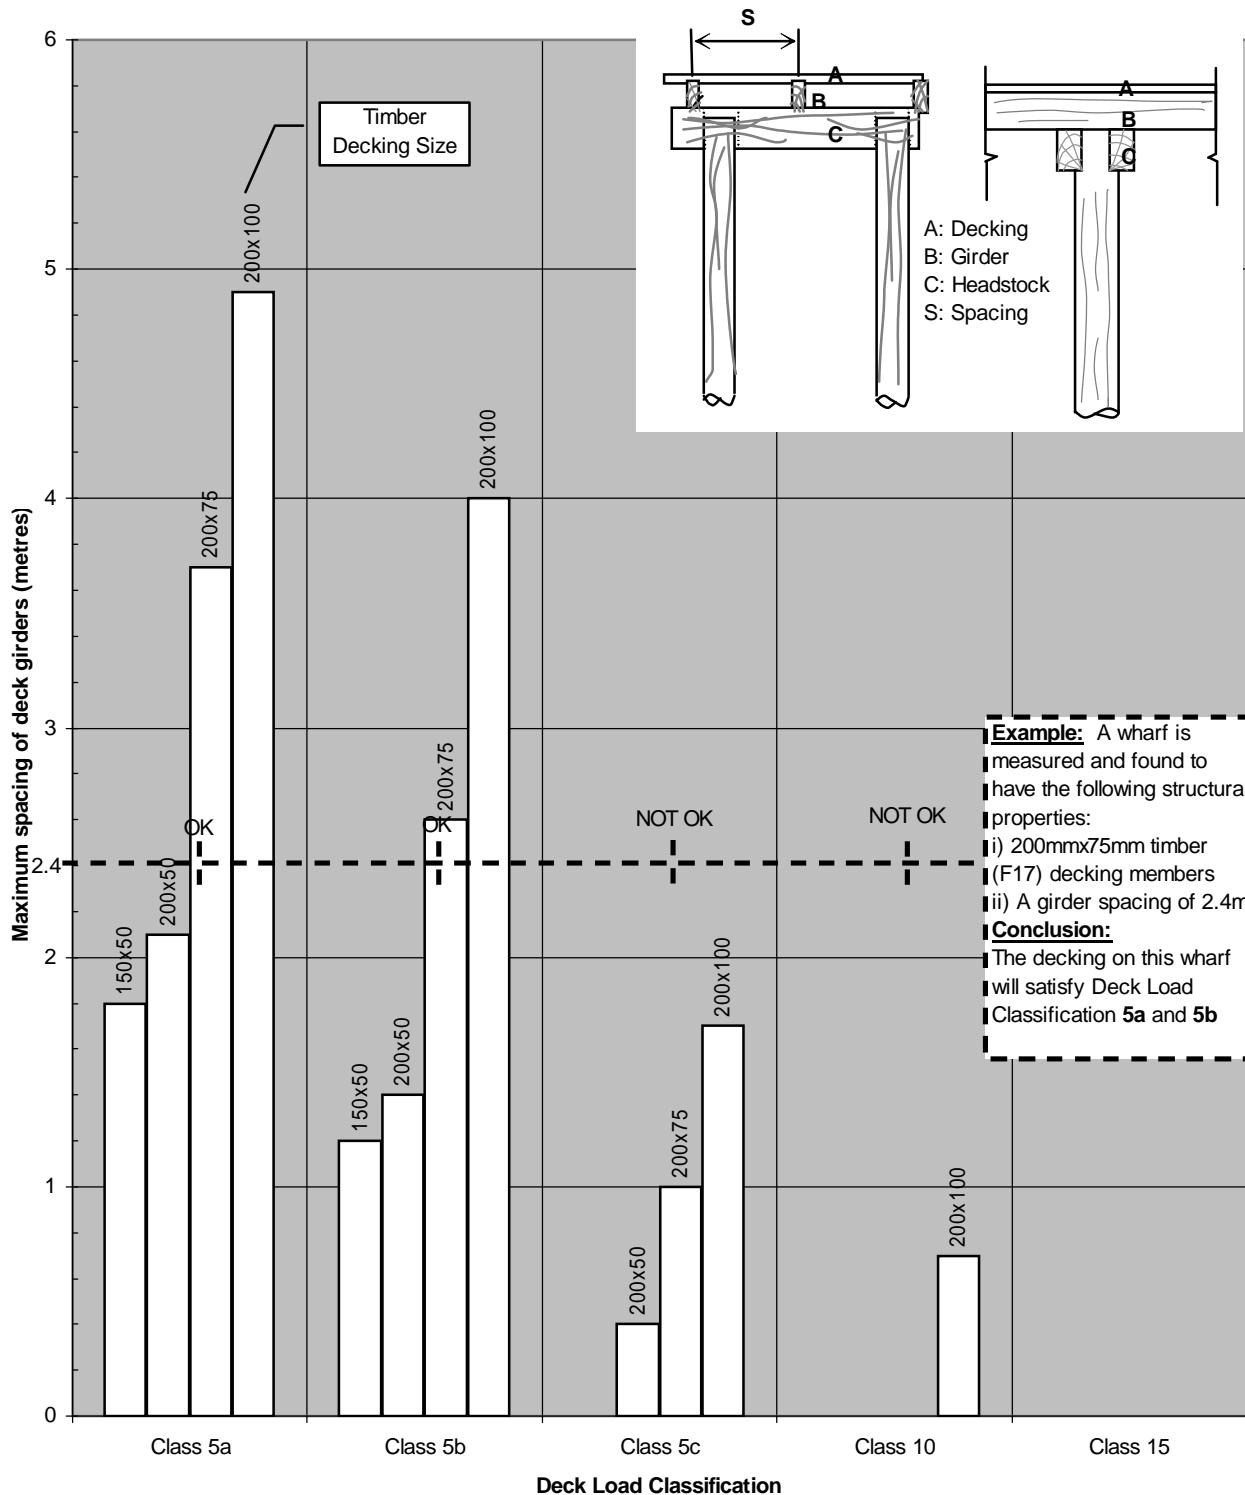 S
A
B
C
A
B
C
A: Decking
B: Girder
C: Headstock
S: Spacing
Timber
Decking Size
6
5
4
3
2.4
2
1
0
Maximum spacing of deck girders (metres)
150x50
200x50
200x75
200x100
150x50
200x50
200x75
200x100
200x50
200x75
200x100
200x100
OK
OK
NOT OK
NOT OK
Example: A wharf is
measured and found to
have the following structura
properties:
i) 200mmx75mm timber
(F17) decking members
ii) A girder spacing of 2.4m
Conclusion:
The decking on this wharf
will satisfy Deck Load
Classification 5a and 5b
Class 5a
Class 5b
Class 5c
Class 10
Class 15
Deck Load Classification